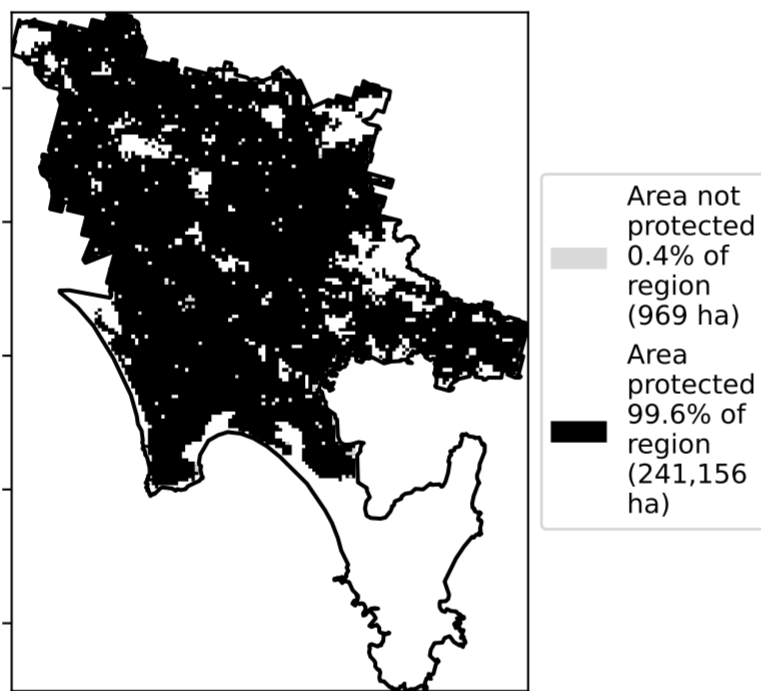 Area not
protected
0.4% of
region
(969 ha)
Area
protected
99.6% of
region
(241,156
ha)